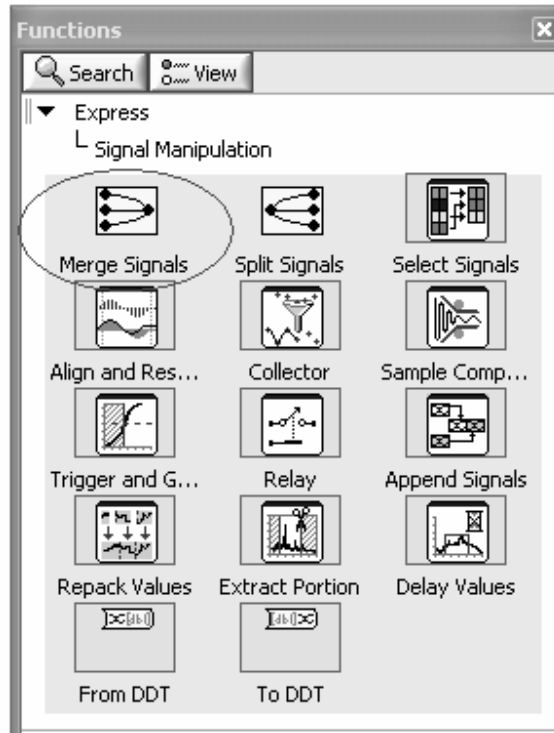 Functions
Search View
Express
Signal Manipulation
Merge Signals Split Signals Select Signals
Align and Res... Collector Sample Comp...
Trigger and G... Relay Append Signals
Repack Values Extract Portion Delay Values
From DDT To DDT